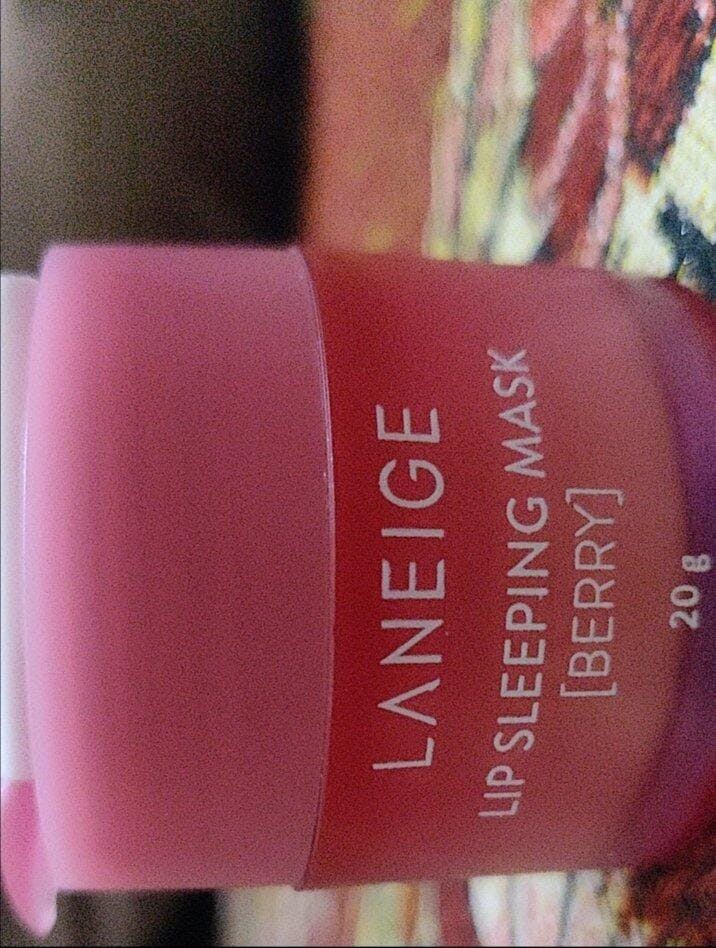 LANEIGE
LIP SLEEPING MASK
[BERRY]
20 g